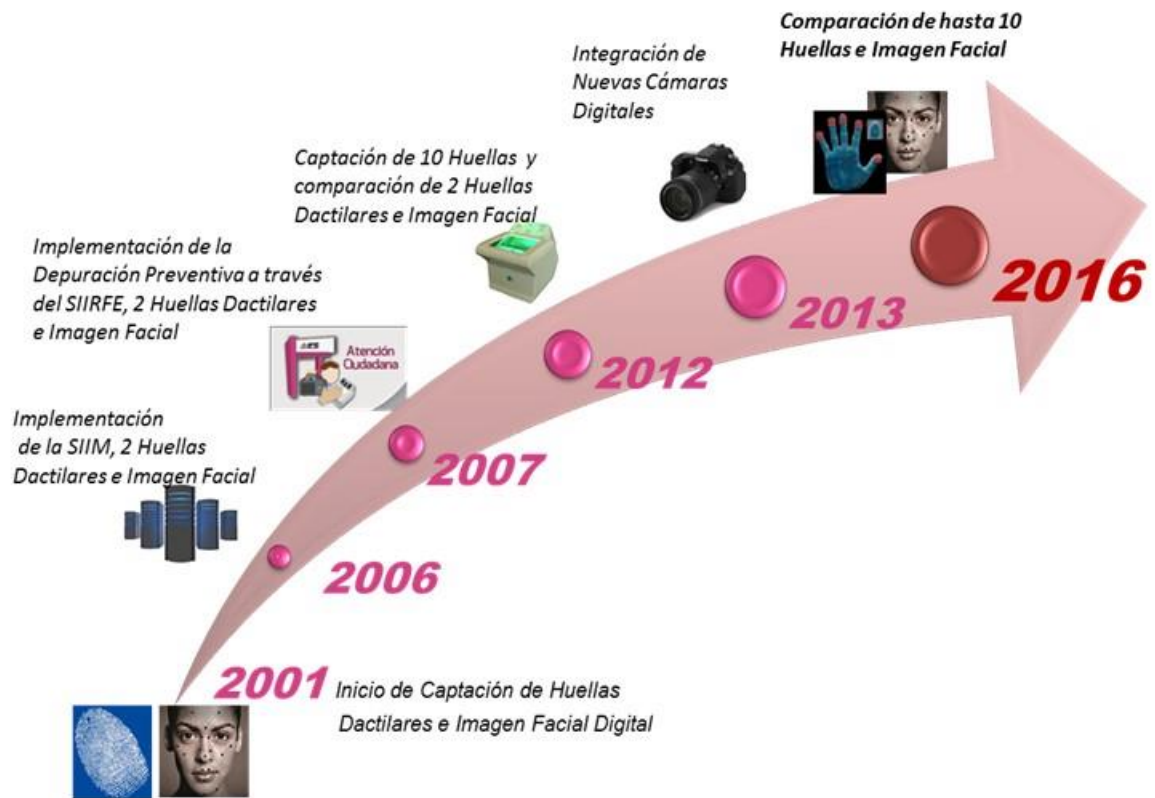 Comparación de hasta 10
Huellas e Imagen Facial
Integración de
Nuevas Cámaras
Digitales
Captación de 10 Huellas y
comparación de 2 Huellas
Dactilares e Imagen Facial
Implementación de la
Depuración Preventiva a través
del SIIRFE, 2 Huellas Dactilares
e Imagen Facial
Atención
Ciudadana
Implementación
de la SIIM, 2 Huellas
Dactilares e Imagen Facial
2016
2013
2012
2007
2006
2001 Inicio de Captación de Huellas
Dactilares e Imagen Facial Digital